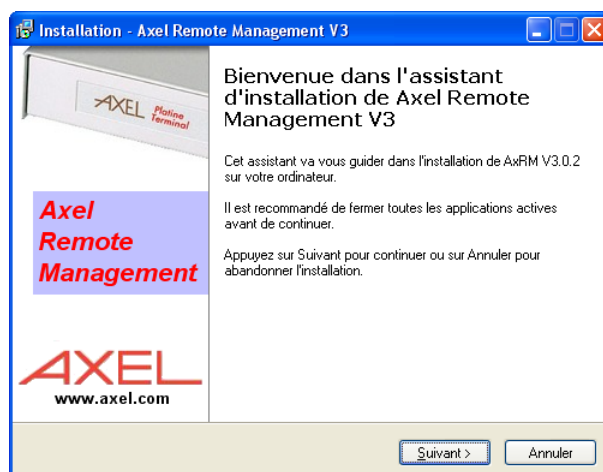 Installation - Axel Remote Management V3
AXEL Platine
Terminal
Bienvenue dans l'assistant
d'installation de Axel Remote
Management V3
Cet assistant va vous guider dans l'installation de AxRM V3.0.2
sur votre ordinateur.
Il est recommandé de fermer toutes les applications actives
avant de continuer.
Appuyez sur Suivant pour continuer ou sur Annuler pour
abandonner l'installation.
Axel
Remote
Management
AXEL
www.axel.com
Suivant >
Annuler